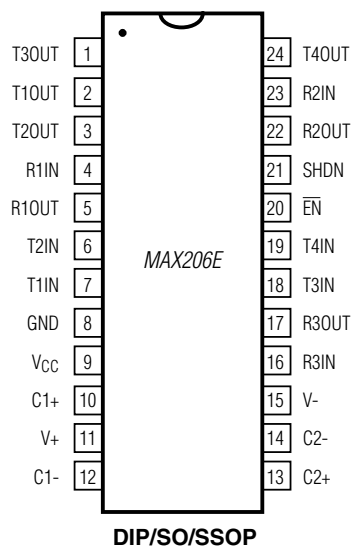 T3OUT 1 24 T4OUT
T1OUT 2 23 R2IN
T2OUT 3 22 R2OUT
R1IN 4 21 SHDN
R1OUT 5 20 E̅N̅
T2IN 6 19 T4IN
MAX206E
T1IN 7 18 T3IN
GND 8 17 R3OUT
VCC 9 16 R3IN
C1+ 10 15 V-
V+ 11 14 C2-
C1- 12 13 C2+
DIP/SO/SSOP